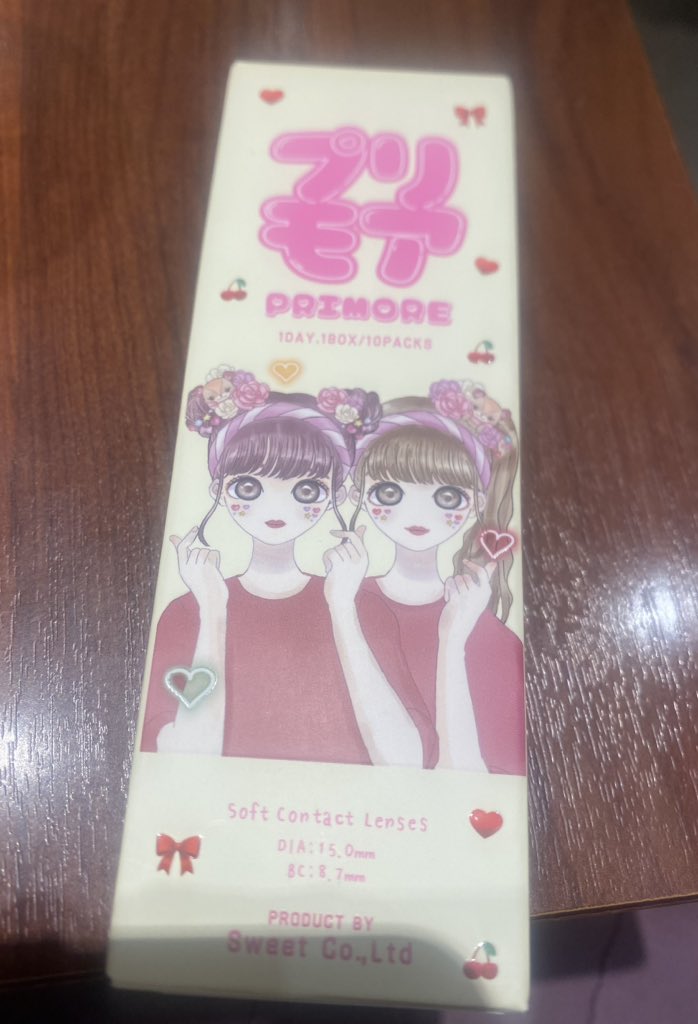 プリ
モア
PRIMORE
1DAY.1BOX/10PACKS
Soft Contact Lenses
DIA:15.0mm
BC:8.7mm
PRODUCT BY
Sweet Co.,Ltd